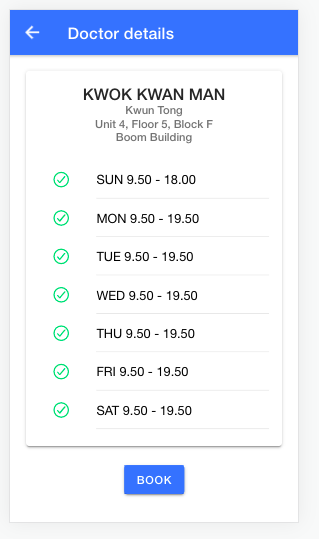 Doctor details
KWOK KWAN MAN
Kwun Tong
Unit 4, Floor 5, Block F
Boom Building
SUN 9.50 - 18.00
MON 9.50 - 19.50
TUE 9.50 - 19.50
WED 9.50 - 19.50
THU 9.50 - 19.50
FRI 9.50 - 19.50
SAT 9.50 - 19.50
BOOK